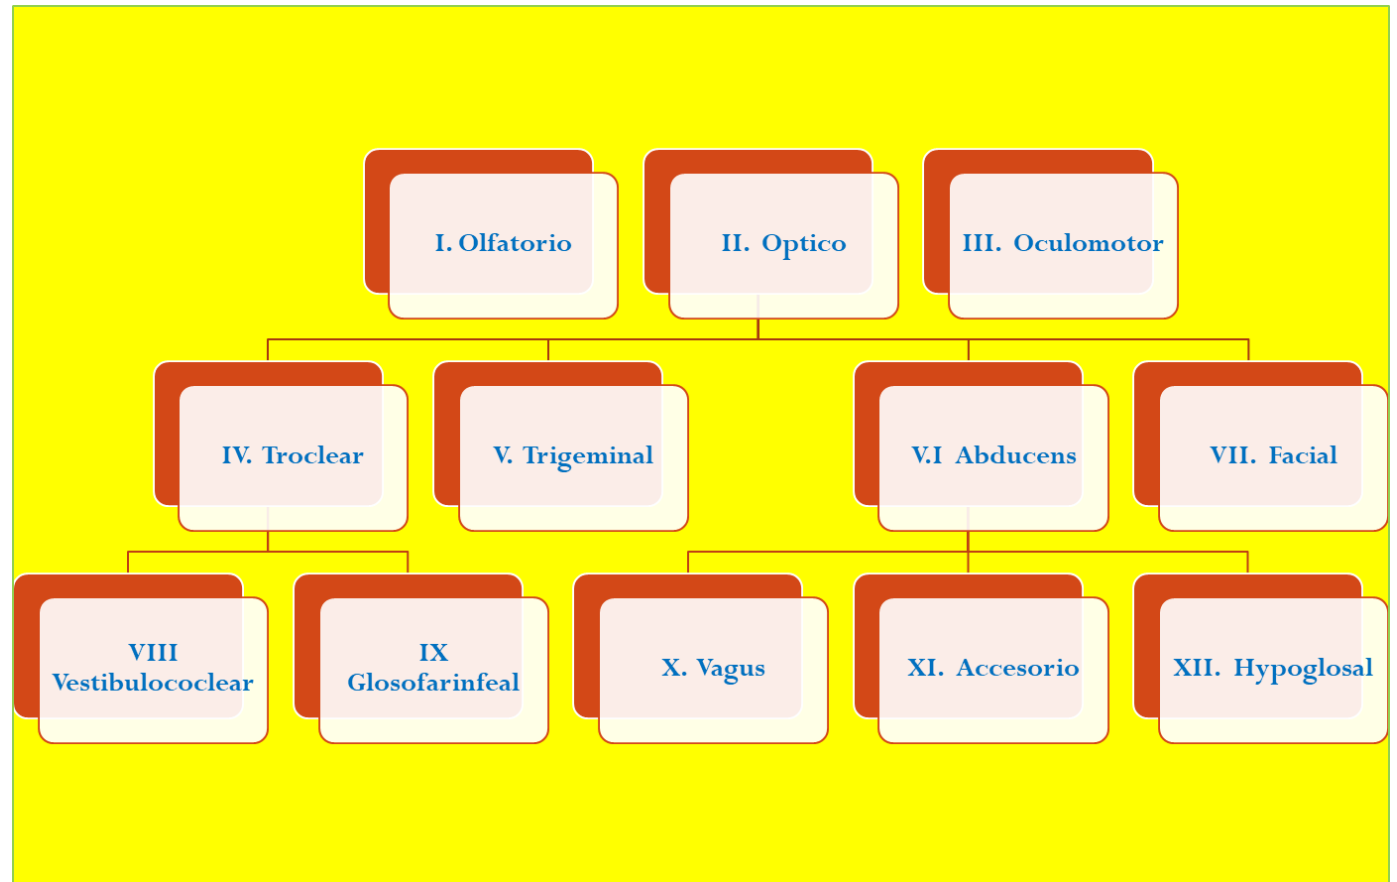 I. Olfatorio
II. Optico
III. Oculomotor
IV. Troclear
V. Trigeminal
V.I Abducens
VII. Facial
VIII
Vestibulococlear
IX
Glosofarinfeal
X. Vagus
XI. Accesorio
XII. Hypoglosal